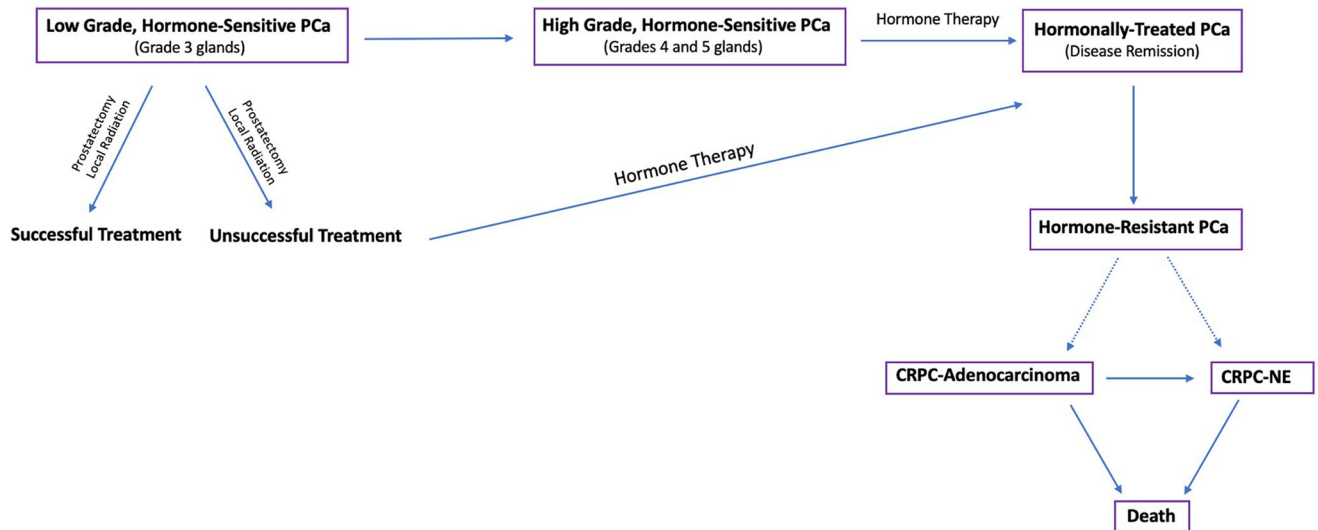 Low Grade, Hormone-Sensitive PCa
(Grade 3 glands)
High Grade, Hormone-Sensitive PCa
(Grades 4 and 5 glands)
Hormone Therapy
Hormonally-Treated PCa
(Disease Remission)
Prostatectomy
Local Radiation
Prostatectomy
Local Radiation
Hormone Therapy
Successful Treatment
Unsuccessful Treatment
Hormone-Resistant PCa
CRPC-Adenocarcinoma
CRPC-NE
Death